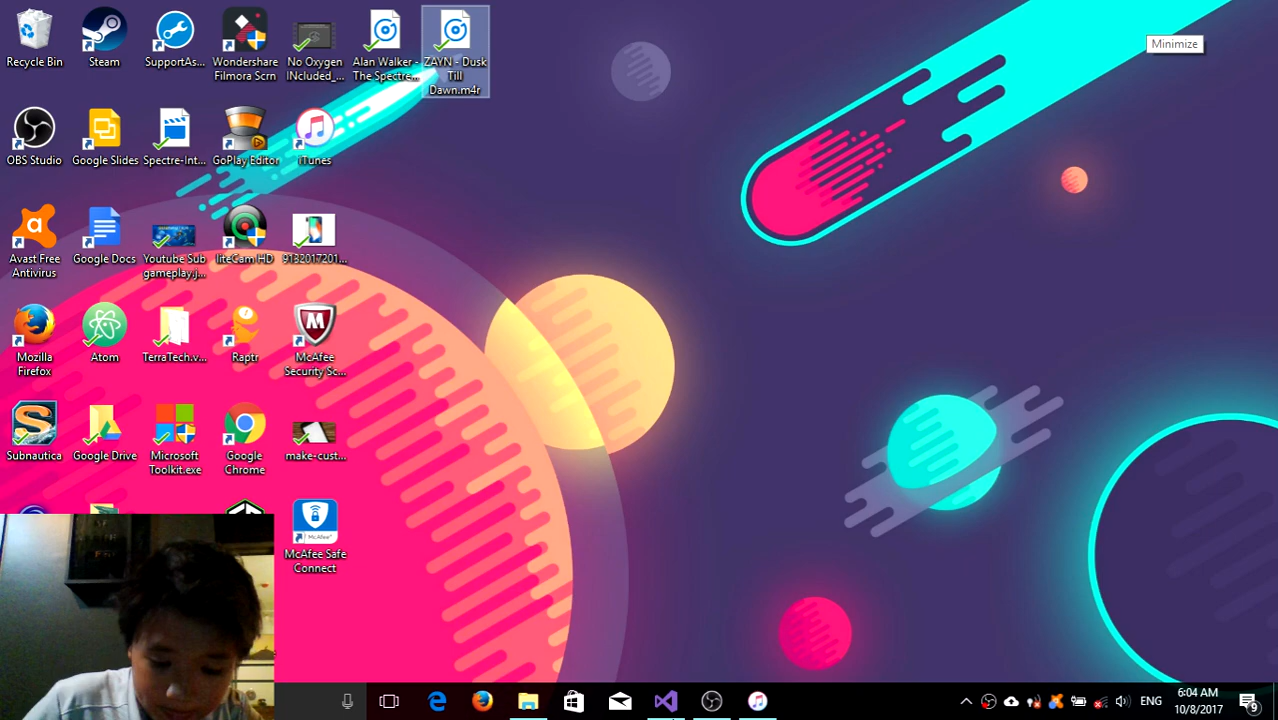 Minimize
Recycle Bin
Steam
SupportAs...
Wondershare
Filmora Scrn
No Oxygen
INcluded_...
Alan Walker -
The Spectre...
ZAYN - Dusk
Till
Dawn.m4r
OBS Studio
Google Slides
Spectre-Int...
GoPlay Editor
iTunes
Avast Free
Antivirus
Google Docs
Youtube Sub
gameplay.j...
liteCam HD
9132017201...
Mozilla
Firefox
Atom
TerraTech.v...
Raptr
McAfee
Security Sc...
Subnautica
Google Drive
Microsoft
Toolkit.exe
Google
Chrome
make-cust...
McAfee
McAfee Safe
Connect
ENG
6:04 AM
10/8/2017
9